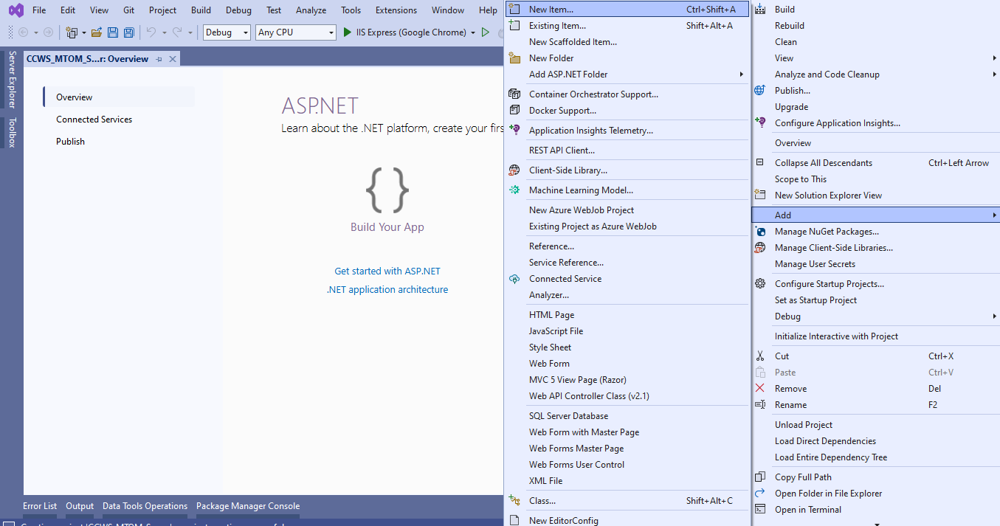 File Edit View Git Project Build Debug Test Analyze Tools Extensions Window Help
Debug Any CPU IIS Express (Google Chrome)
Server Explorer
Toolbox
CCWS_MTOM_S...r: Overview
Overview
Connected Services
Publish
ASP.NET
Learn about the .NET platform, create your firs
{ }
Build Your App
Get started with ASP.NET
.NET application architecture
Error List Output Data Tools Operations Package Manager Console
New Item... Ctrl+Shift+A
Existing Item... Shift+Alt+A
New Scaffolded Item...
New Folder
Add ASP.NET Folder
Container Orchestrator Support...
Docker Support...
Application Insights Telemetry...
REST API Client...
Client-Side Library...
Machine Learning Model...
New Azure WebJob Project
Existing Project as Azure WebJob
Reference...
Service Reference...
Connected Service
Analyzer...
HTML Page
JavaScript File
Style Sheet
Web Form
MVC 5 View Page (Razor)
Web API Controller Class (v2.1)
SQL Server Database
Web Form with Master Page
Web Forms Master Page
Web Forms User Control
XML File
Class... Shift+Alt+C
New EditorConfig
Build
Rebuild
Clean
View
Analyze and Code Cleanup
Publish...
Upgrade
Configure Application Insights...
Overview
Collapse All Descendants Ctrl+Left Arrow
Scope to This
New Solution Explorer View
Add
Manage NuGet Packages...
Manage Client-Side Libraries...
Manage User Secrets
Configure Startup Projects...
Set as Startup Project
Debug
Initialize Interactive with Project
Cut Ctrl+X
Paste Ctrl+V
Remove Del
Rename F2
Unload Project
Load Direct Dependencies
Load Entire Dependency Tree
Copy Full Path
Open Folder in File Explorer
Open in Terminal